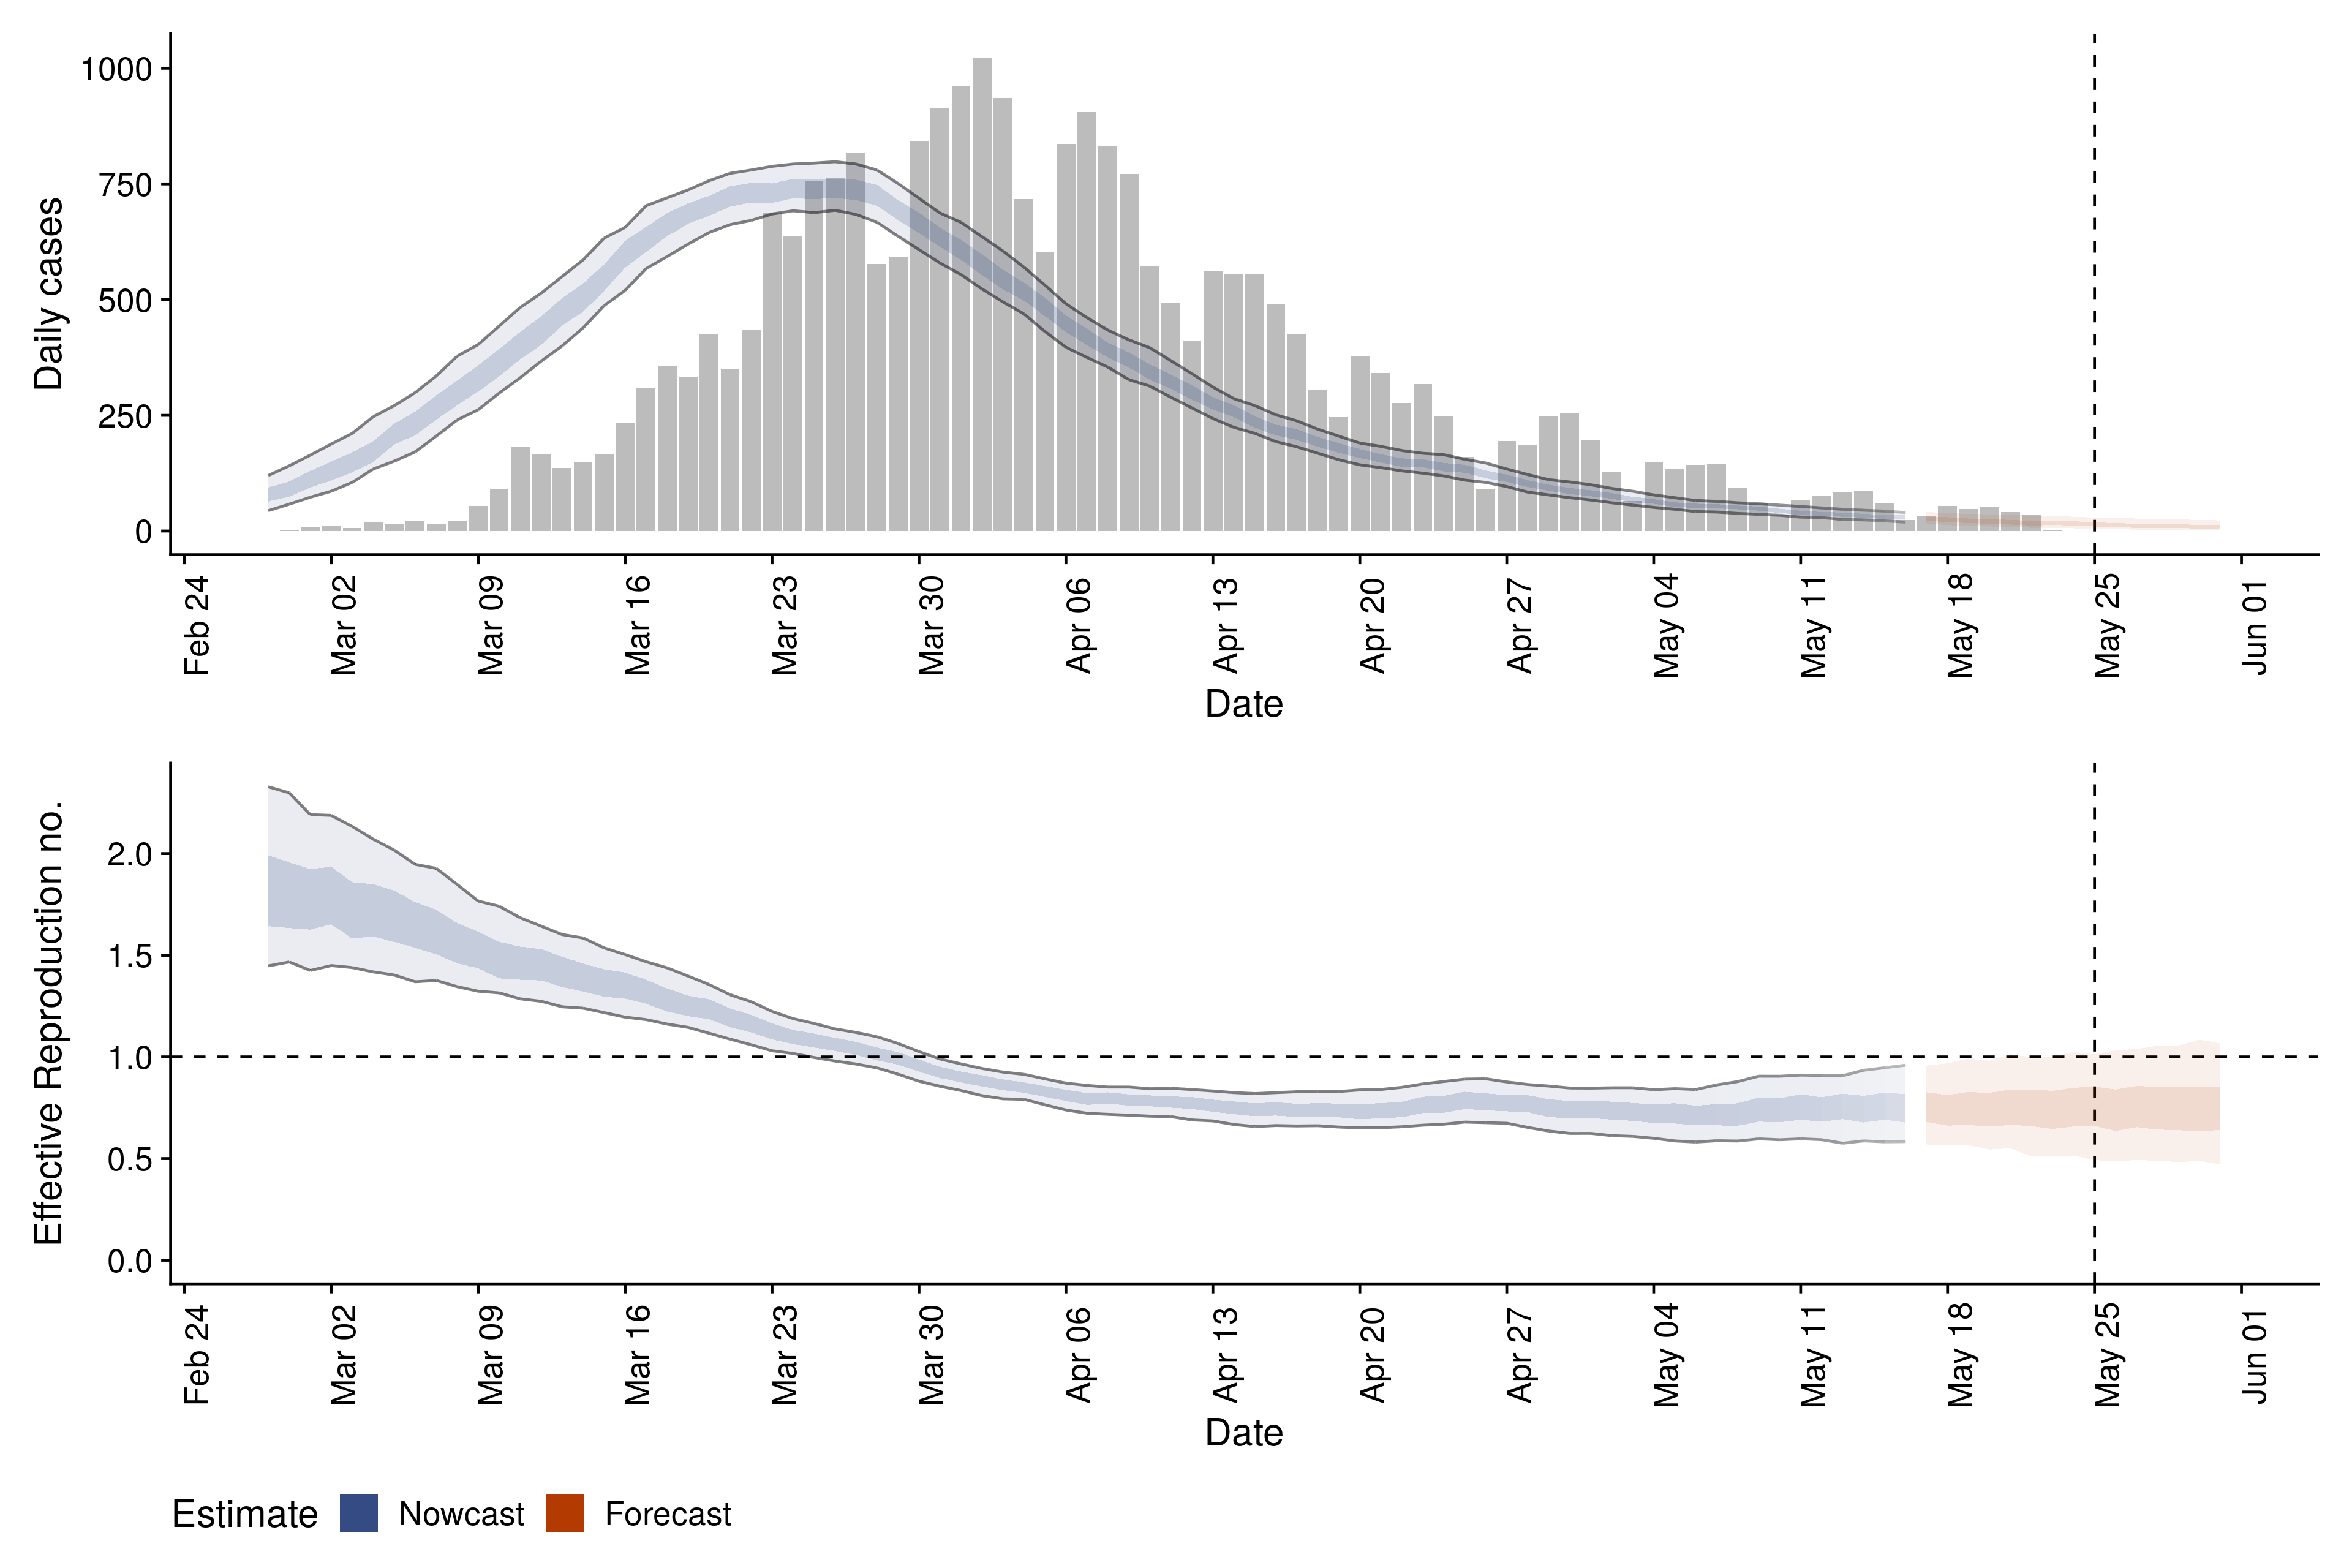 1000
750
500
250
0
Daily cases
Feb 24
Mar 02
Mar 09
Mar 16
Mar 23
Mar 30
Apr 06
Apr 13
Apr 20
Apr 27
May 04
May 11
May 18
May 25
Jun 01
Date
2.0
1.5
1.0
0.5
0.0
Effective Reproduction no.
Feb 24
Mar 02
Mar 09
Mar 16
Mar 23
Mar 30
Apr 06
Apr 13
Apr 20
Apr 27
May 04
May 11
May 18
May 25
Jun 01
Date
Estimate Nowcast Forecast